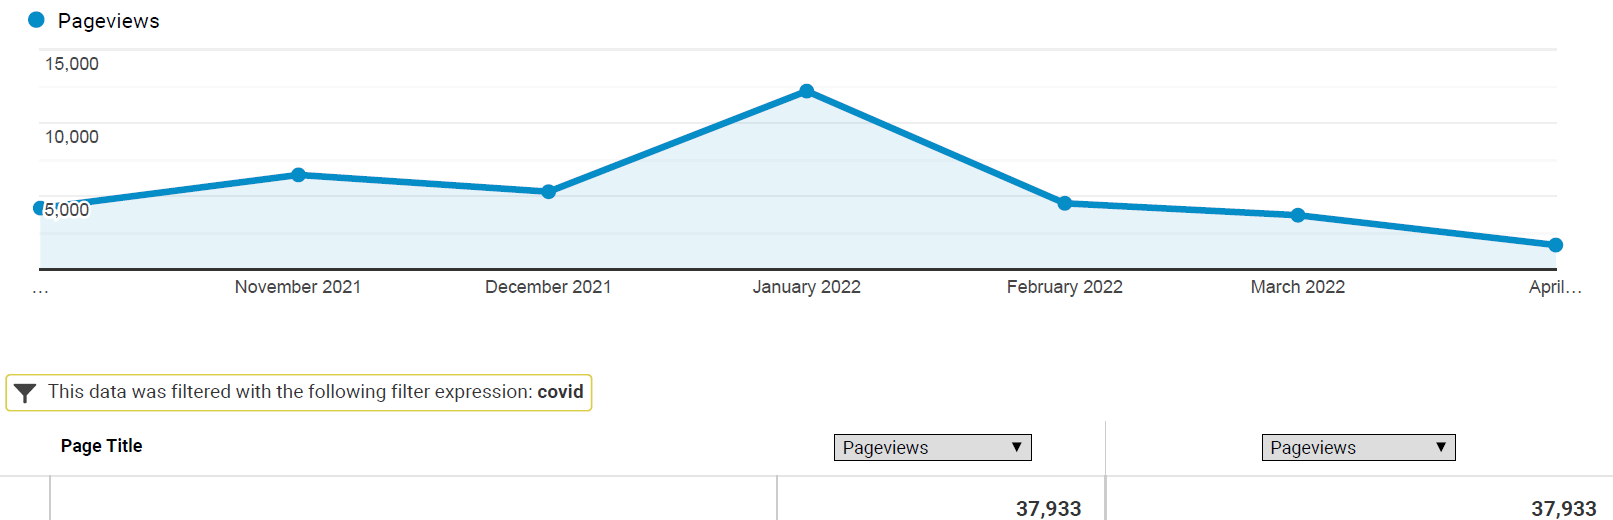 Pageviews
15,000
10,000
5,000
… November 2021 December 2021 January 2022 February 2022 March 2022 April…
This data was filtered with the following filter expression: covid
Page Title Pageviews ▼ Pageviews ▼
37,933 37,933